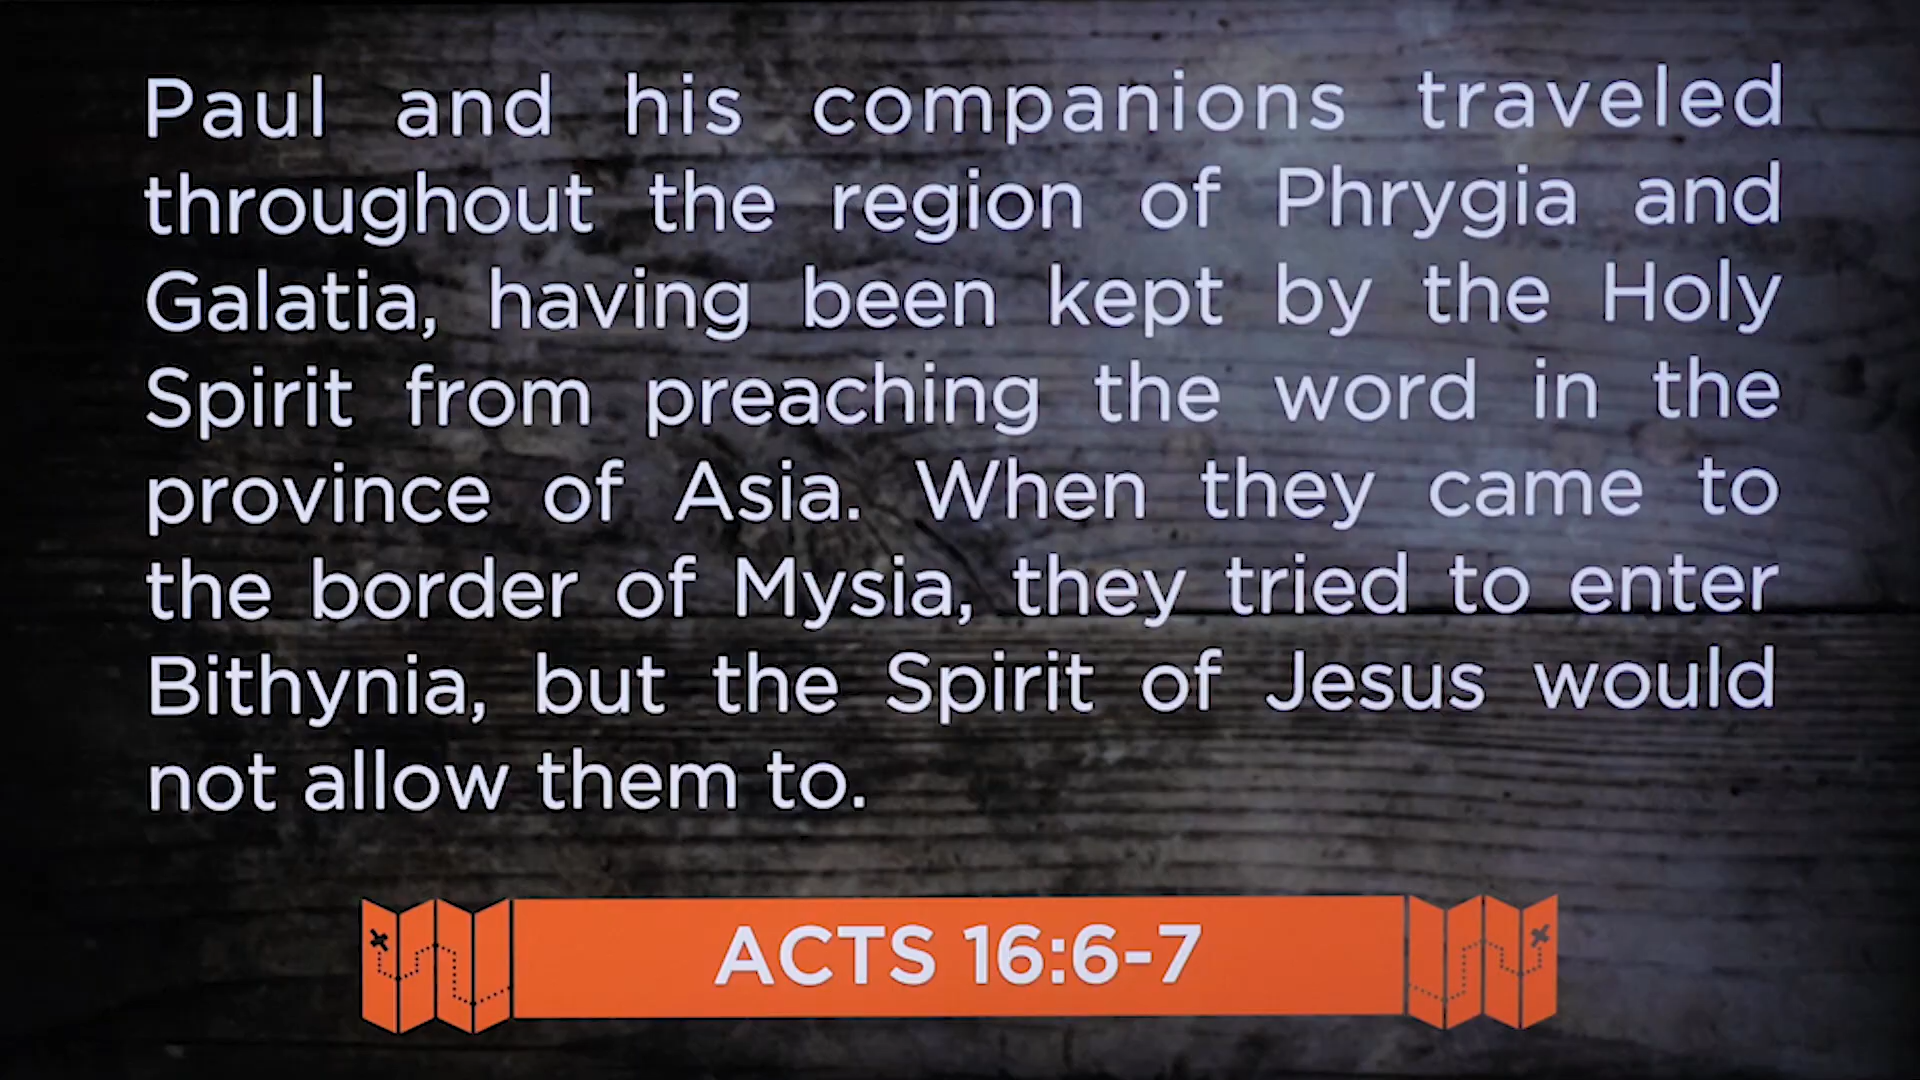 Paul and his companions traveled
throughout the region of Phrygia and
Galatia, having been kept by the Holy
Spirit from preaching the word in the
province of Asia. When they came to
the border of Mysia, they tried to enter
Bithynia, but the Spirit of Jesus would
not allow them to.
ACTS 16:6-7